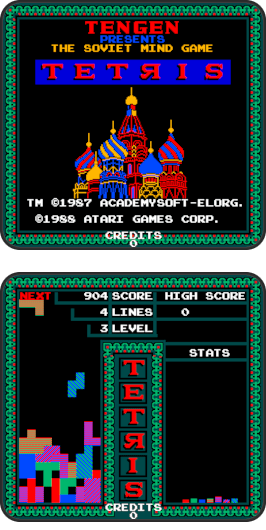 TENGEN
PRESENTS
THE SOVIET MIND GAME
TETЯIS
TM ©1987 ACADEMYSOFT-ELORG.
©1988 ATARI GAMES CORP.
CREDITS
0
NEXT 904 SCORE HIGH SCORE
4 LINES 0
3 LEVEL
STATS
TETЯIS
CREDITS
0